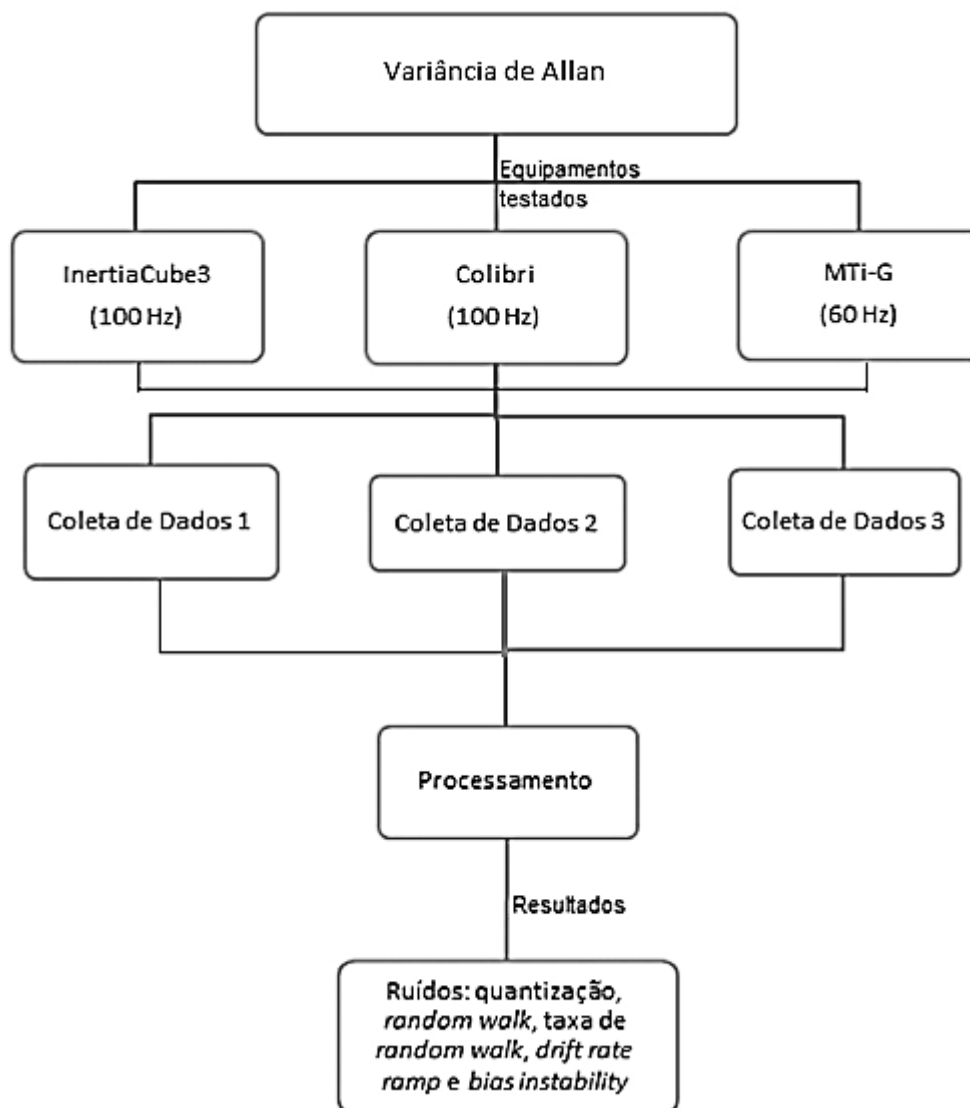 Variância de Allan
Equipamentos
testados
InertiaCube3
(100 Hz)
Colibri
(100 Hz)
MTi-G
(60 Hz)
Coleta de Dados 1
Coleta de Dados 2
Coleta de Dados 3
Processamento
Resultados
Ruídos: quantização,
random walk, taxa de
random walk, drift rate
ramp e bias instability